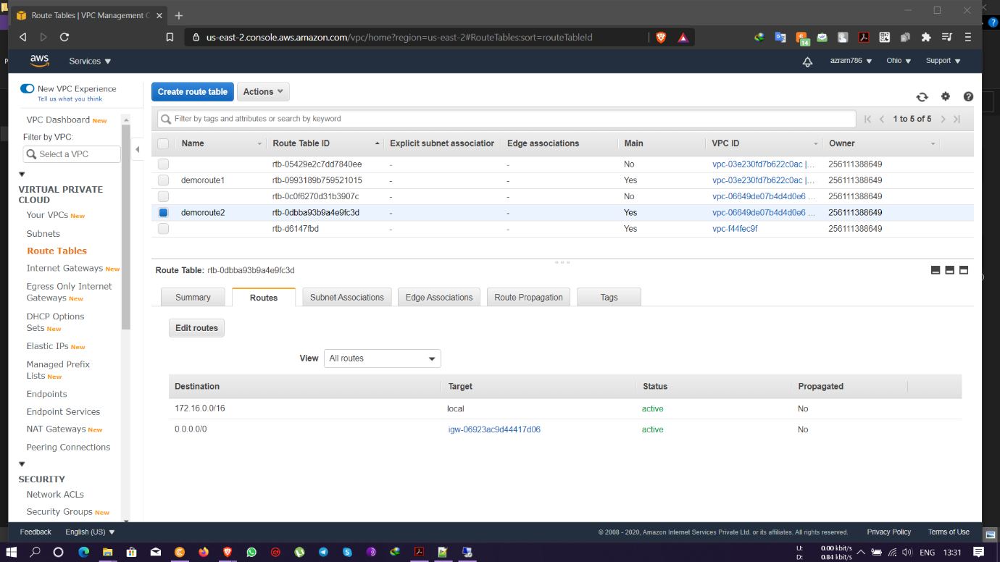 Route Tables | VPC Management C
us-east-2.console.aws.amazon.com/vpc/home?region=us-east-2#RouteTables:sort=routeTableId
14
aws
Services
azram786
Ohio
Support
New VPC Experience
Tell us what you think
VPC Dashboard New
Filter by VPC:
Select a VPC
VIRTUAL PRIVATE
CLOUD
Your VPCs New
Subnets
Route Tables
Internet Gateways New
Egress Only Internet
Gateways New
DHCP Options
Sets New
Elastic IPs New
Managed Prefix
Lists New
Endpoints
Endpoint Services
NAT Gateways New
Peering Connections
SECURITY
Network ACLs
Security Groups New
Create route table Actions
Filter by tags and attributes or search by keyword
1 to 5 of 5
Name Route Table ID Explicit subnet association Edge associations Main VPC ID Owner
rtb-05429e2c7dd7840ee - - No vpc-03e230fd7b622c0ac |... 256111388649
demoroute1 rtb-0993189b759521015 - - Yes vpc-03e230fd7b622c0ac |... 256111388649
rtb-0c0f6270d31b3907c - - No vpc-06649de07b4d4d0e6 ... 256111388649
demoroute2 rtb-0dbba93b9a4e9fc3d - - Yes vpc-06649de07b4d4d0e6 ... 256111388649
rtb-d6147fbd - - Yes vpc-f44fec9f 256111388649
Route Table: rtb-0dbba93b9a4e9fc3d
Summary Routes Subnet Associations Edge Associations Route Propagation Tags
Edit routes
View All routes
Destination Target Status Propagated
172.16.0.0/16 local active No
0.0.0.0/0 igw-06923ac9d44417d06 active No
Feedback English (US)
© 2008 - 2020, Amazon Internet Services Private Ltd. or its affiliates. All rights reserved. Privacy Policy Terms of Use
U: 0.00 kbit/s
D: 0.84 kbit/s
ENG 13:31